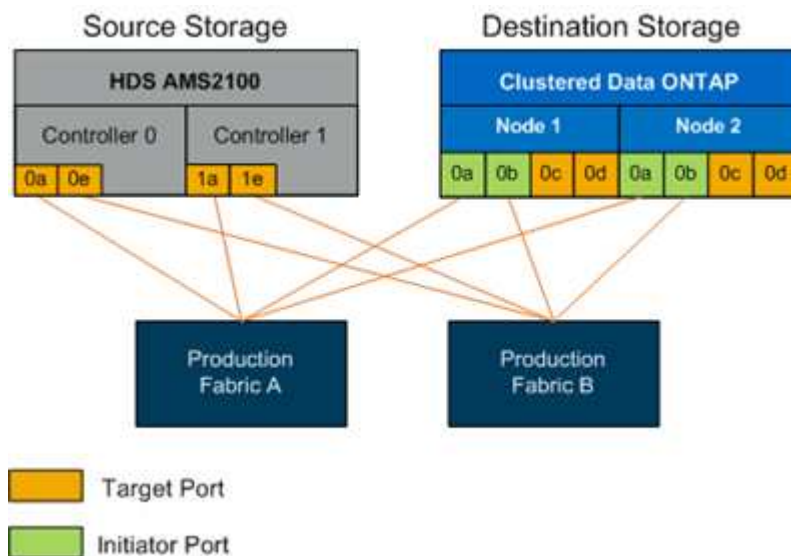 Source Storage
Destination Storage
HDS AMS2100
Clustered Data ONTAP
Controller 0
Controller 1
Node 1
Node 2
0a 0e
1a 1e
0a 0b 0c 0d 0a 0b 0c 0d
Production
Fabric A
Production
Fabric B
Target Port
Initiator Port